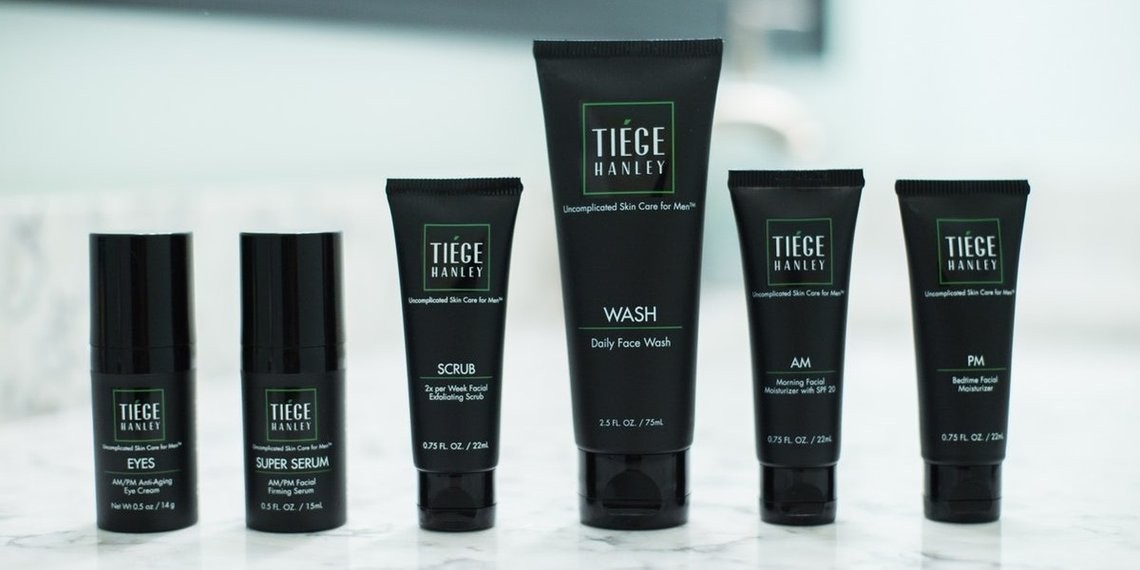 TIÉGE
HANLEY
Uncomplicated Skin Care for Men™
EYES
AM/PM Anti-Aging
Eye Cream
Net Wt 0.5 oz / 14 g
TIÉGE
HANLEY
Uncomplicated Skin Care for Men™
SUPER SERUM
AM/PM Facial
Firming Serum
0.5 FL. OZ. / 15mL
TIÉGE
HANLEY
Uncomplicated Skin Care for Men™
SCRUB
2x per Week Facial
Exfoliating Scrub
0.75 FL. OZ. / 22mL
TIÉGE
HANLEY
Uncomplicated Skin Care for Men™
WASH
Daily Face Wash
2.5 FL. OZ. / 75mL
TIÉGE
HANLEY
Uncomplicated Skin Care for Men™
AM
Morning Facial
Moisturizer with SPF 20
0.75 FL. OZ. / 22mL
TIÉGE
HANLEY
Uncomplicated Skin Care for Men™
PM
Bedtime Facial
Moisturizer
0.75 FL. OZ. / 22mL